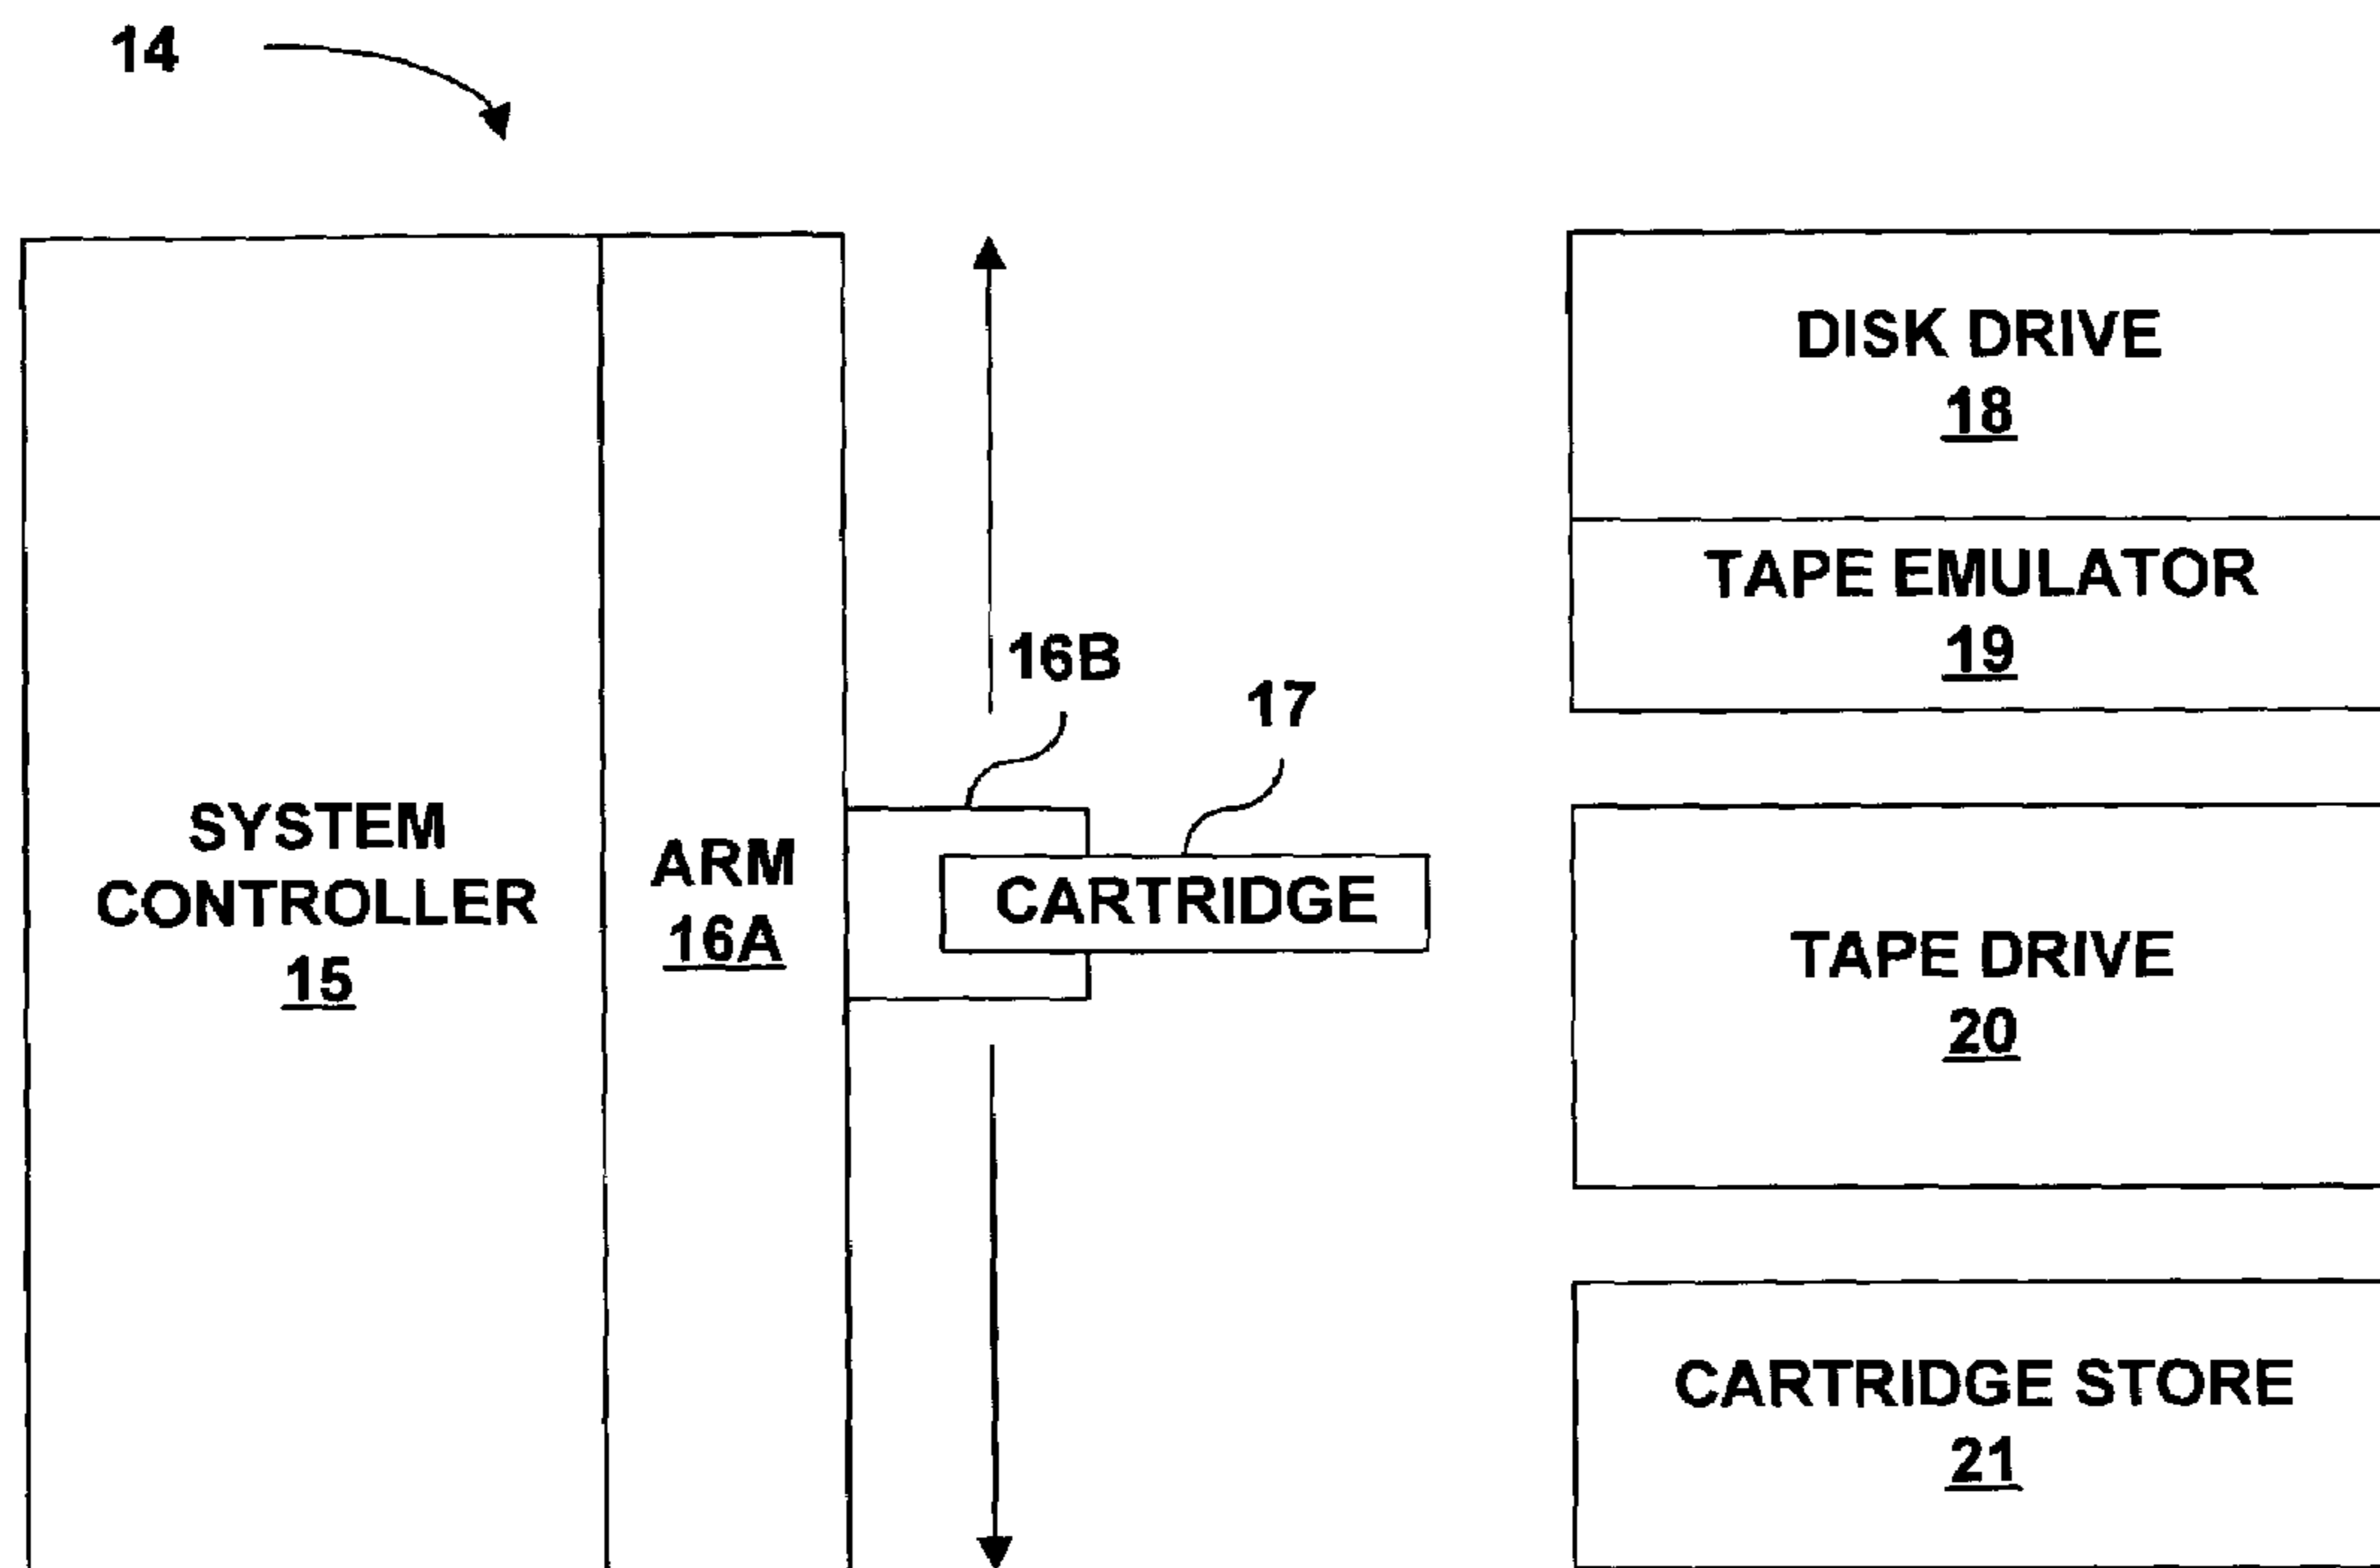 14
SYSTEM
CONTROLLER
15
ARM
16A
16B
17
CARTRIDGE
DISK DRIVE
18
TAPE EMULATOR
19
TAPE DRIVE
20
CARTRIDGE STORE
21